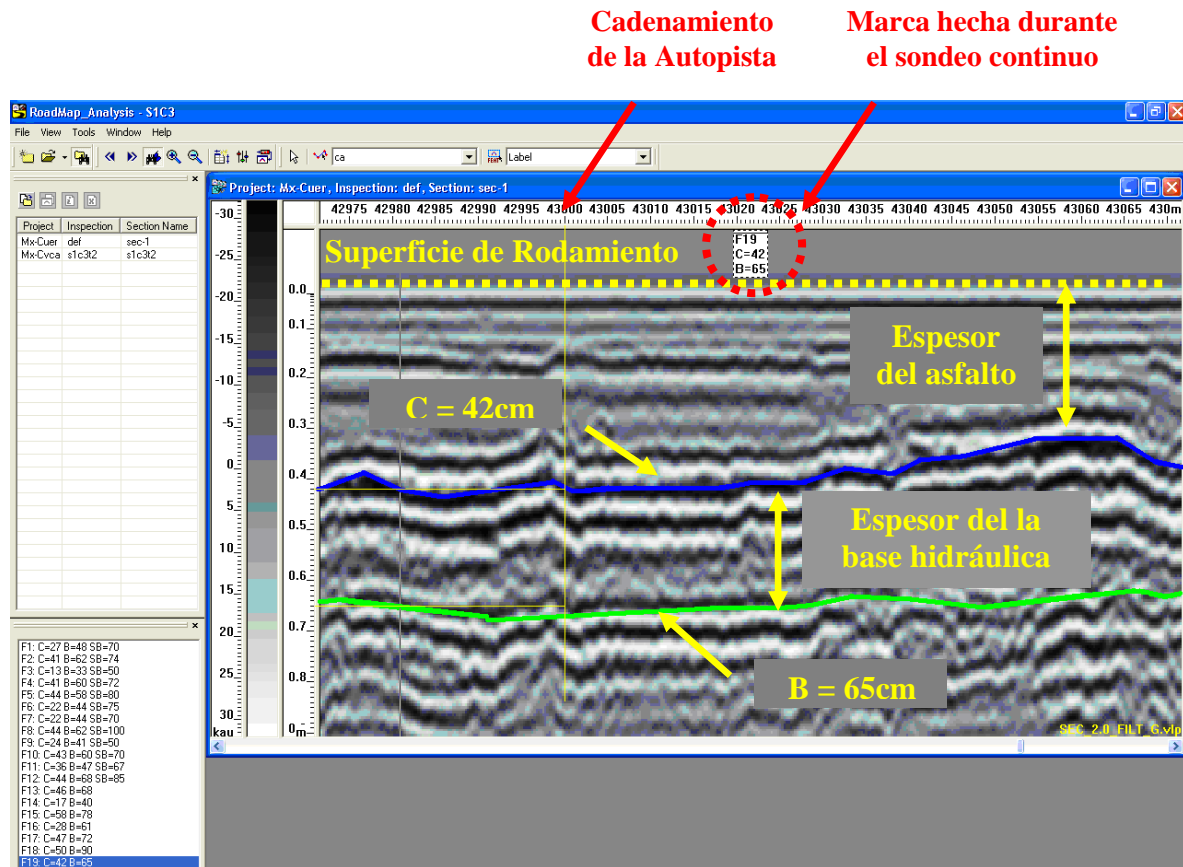 Cadenamiento
de la Autopista
Marca hecha durante
el sondeo continuo
RoadMap_Analysis - S1C3
File View Tools Window Help
ca
Label
Project: Mx-Cuer, Inspection: def, Section: sec-1
Project Inspection Section Name
Mx-Cuer def sec-1
Mx-Cvca s1c3t2 s1c3t2
42975 42980 42985 42990 42995 43000 43005 43010 43015 43020 43025 43030 43035 43040 43045 43050 43055 43060 43065 430m
-30
-25
-20
-15
-10
-5
0
5
10
15
20
25
30
kau
0.0
0.1
0.2
0.3
0.4
0.5
0.6
0.7
0.8
0m
Superficie de Rodamiento
F19
C=42
B=65
Espesor
del asfalto
C = 42cm
Espesor del la
base hidráulica
B = 65cm
SEC_2.0_FILT_G.vlp
F1: C=27 B=48 SB=70
F2: C=41 B=62 SB=74
F3: C=13 B=33 SB=50
F4: C=41 B=60 SB=72
F5: C=44 B=58 SB=80
F6: C=22 B=44 SB=75
F7: C=22 B=44 SB=70
F8: C=44 B=62 SB=100
F9: C=24 B=41 SB=50
F10: C=43 B=60 SB=70
F11: C=36 B=47 SB=67
F12: C=44 B=68 SB=85
F13: C=46 B=68
F14: C=17 B=40
F15: C=58 B=78
F16: C=28 B=61
F17: C=47 B=72
F18: C=50 B=90
F19: C=42 B=65